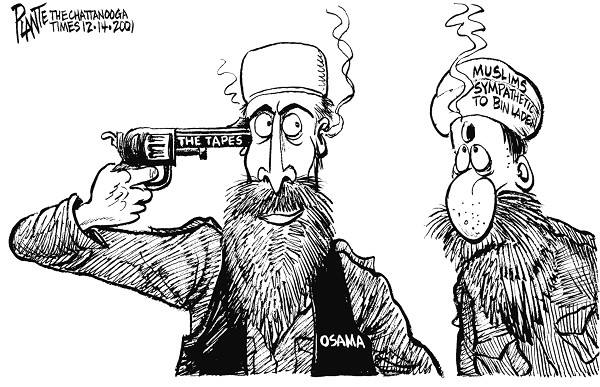 PLANTE THE CHATTANOOGA
TIMES 12.14.2001
THE TAPES
OSAMA
MUSLIMS
SYMPATHETIC
TO BIN LADEN